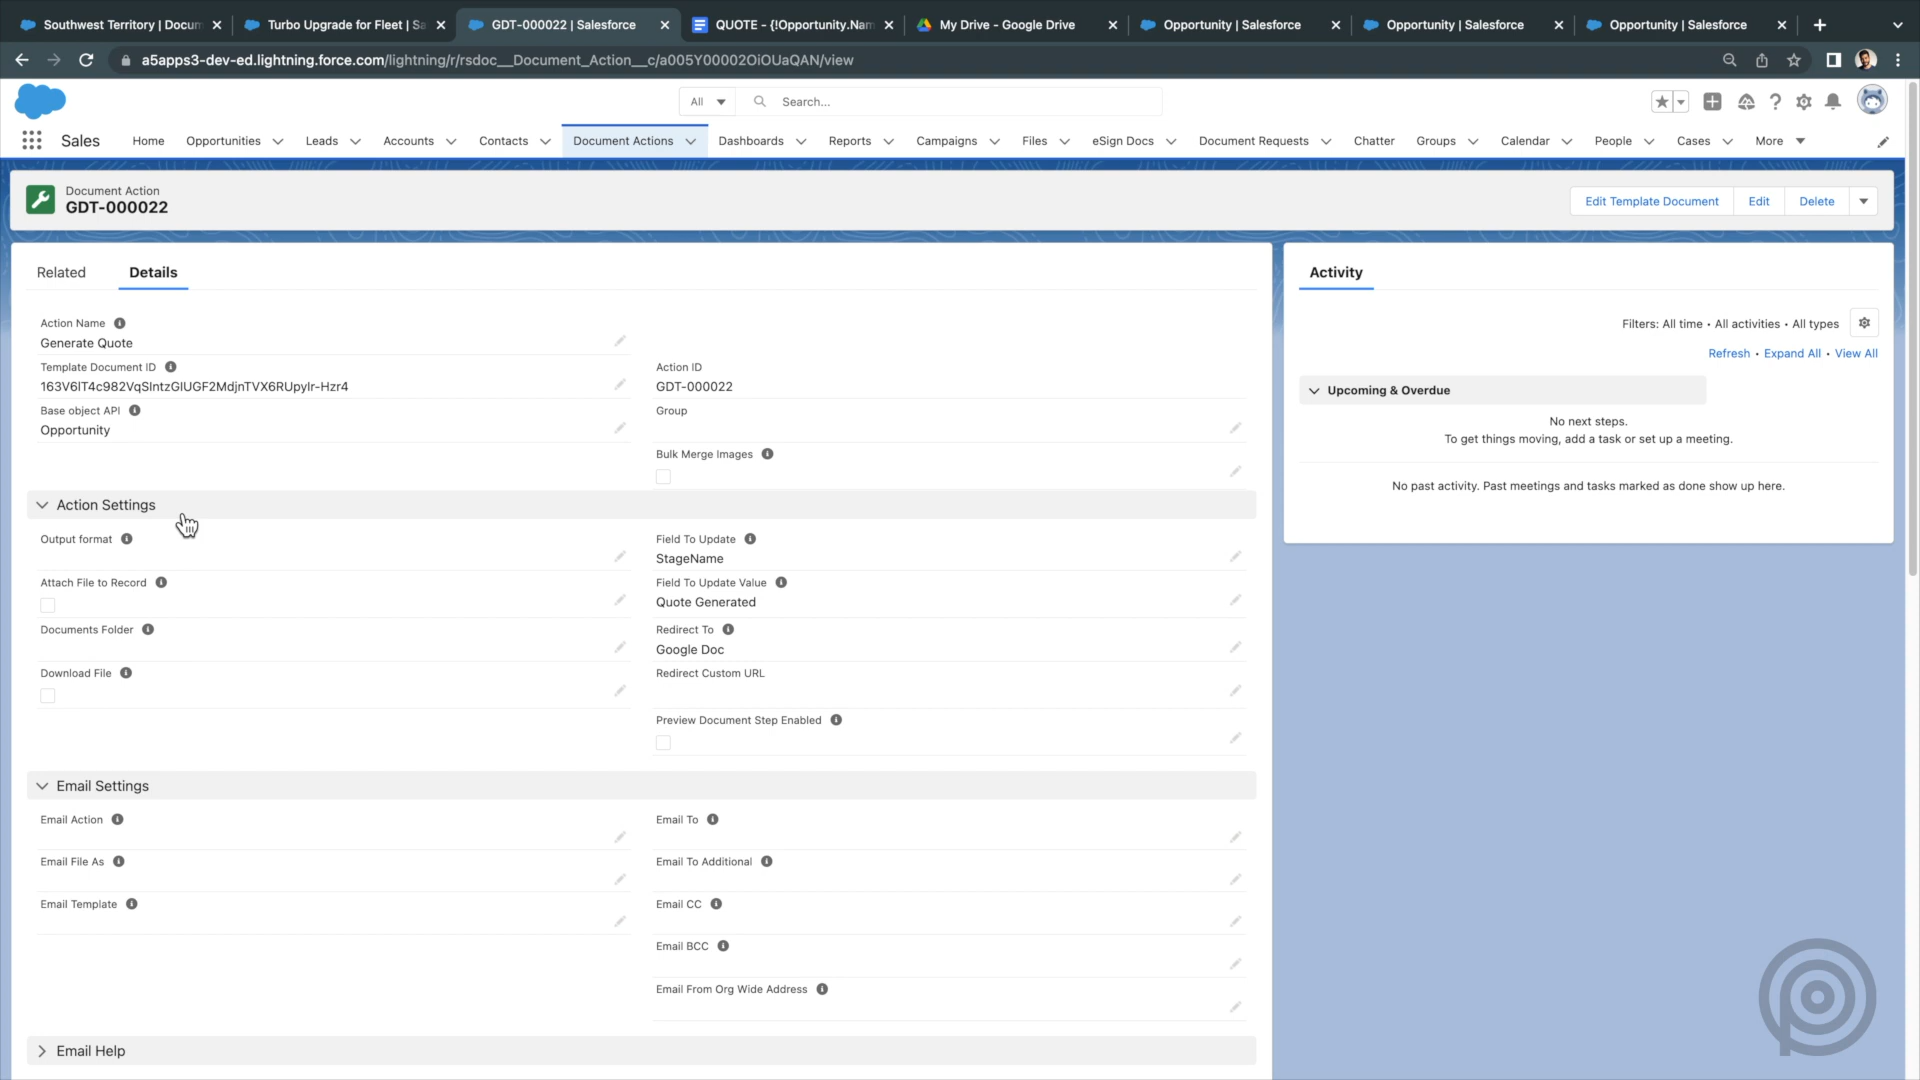 Southwest Territory | Docum
Turbo Upgrade for Fleet | Sa
GDT-000022 | Salesforce
QUOTE - {!Opportunity.Nam
My Drive - Google Drive
Opportunity | Salesforce
Opportunity | Salesforce
Opportunity | Salesforce
a5apps3-dev-ed.lightning.force.com/lightning/r/rsdoc__Document_Action__c/a005Y00002OiOUaQAN/view
All
Search...
Sales
Home
Opportunities
Leads
Accounts
Contacts
Document Actions
Dashboards
Reports
Campaigns
Files
eSign Docs
Document Requests
Chatter
Groups
Calendar
People
Cases
More
Document Action
GDT-000022
Edit Template Document
Edit
Delete
Related
Details
Action Name
Generate Quote
Template Document ID
163V6lT4c982VqSlntzGlUGF2MdjnTVX6RUpylr-Hzr4
Action ID
GDT-000022
Base object API
Opportunity
Group
Bulk Merge Images
Action Settings
Output format
Field To Update
StageName
Attach File to Record
Field To Update Value
Quote Generated
Documents Folder
Redirect To
Google Doc
Download File
Redirect Custom URL
Preview Document Step Enabled
Email Settings
Email Action
Email To
Email File As
Email To Additional
Email Template
Email CC
Email BCC
Email From Org Wide Address
Email Help
Activity
Filters: All time • All activities • All types
Refresh • Expand All • View All
Upcoming & Overdue
No next steps.
To get things moving, add a task or set up a meeting.
No past activity. Past meetings and tasks marked as done show up here.